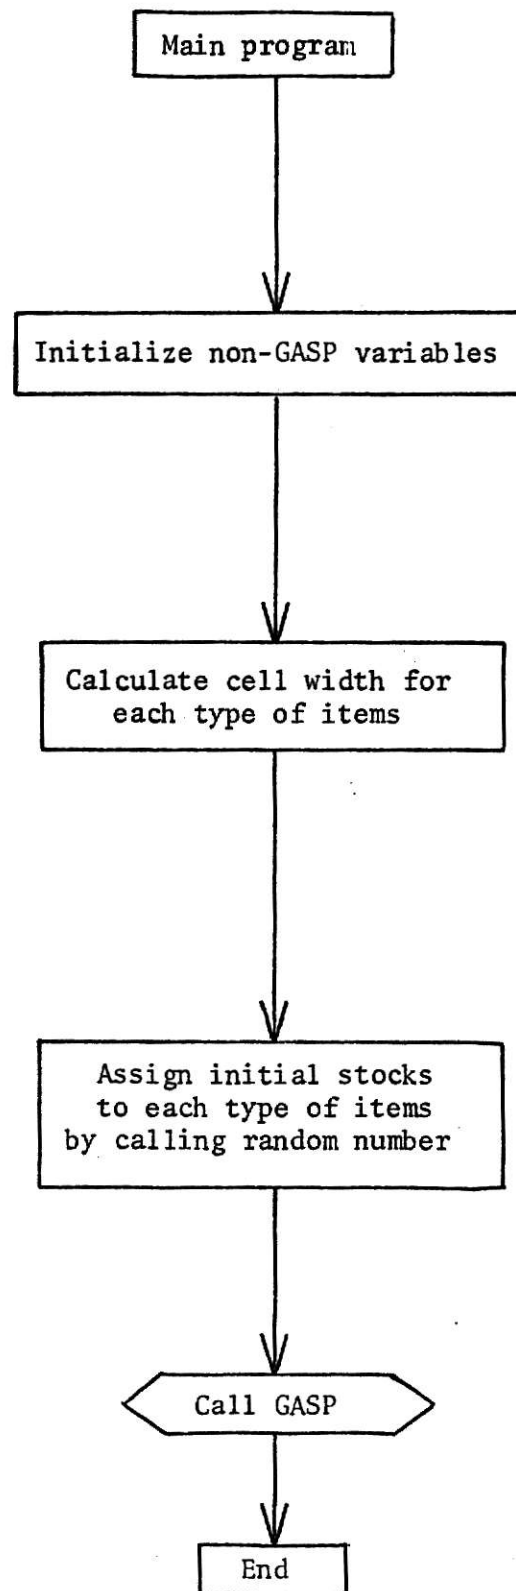 Main program
Initialize non-GASP variables
Calculate cell width for
each type of items
Assign initial stocks
to each type of items
by calling random number
Call GASP
End